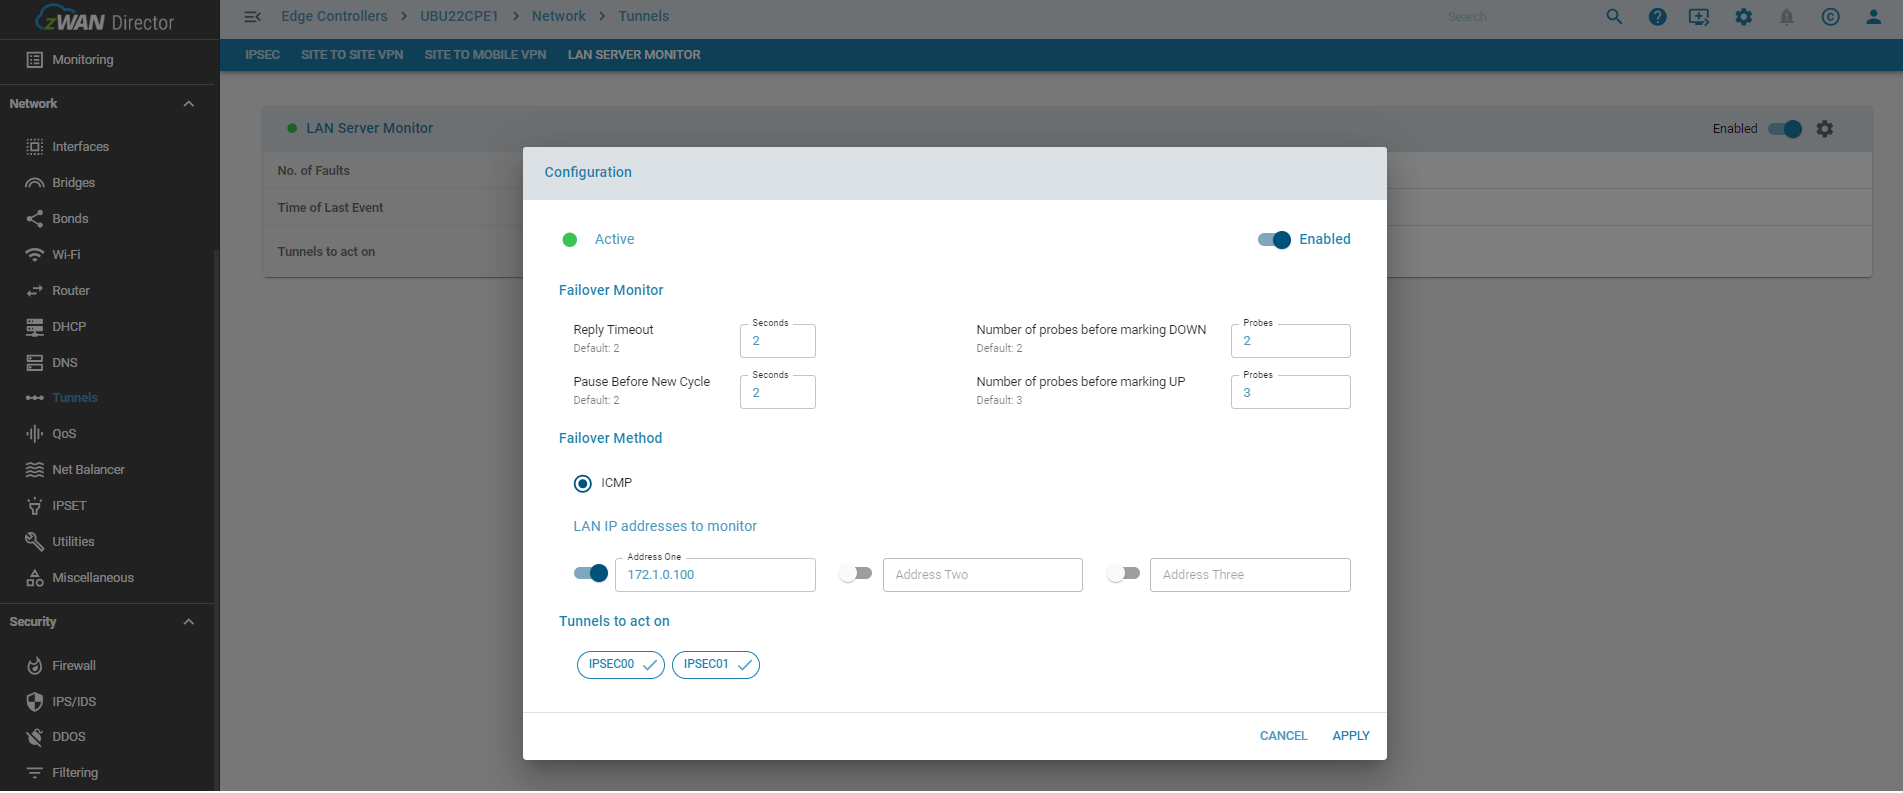 zWAN Director
Edge Controllers > UBU22CPE1 > Network > Tunnels
Search
IPSEC SITE TO SITE VPN SITE TO MOBILE VPN LAN SERVER MONITOR
Monitoring
Network
Interfaces
Bridges
Bonds
Wi-Fi
Router
DHCP
DNS
Tunnels
QoS
Net Balancer
IPSET
Utilities
Miscellaneous
Security
Firewall
IPS/IDS
DDOS
Filtering
LAN Server Monitor
Enabled
No. of Faults
Time of Last Event
Tunnels to act on
Configuration
Active
Enabled
Failover Monitor
Reply Timeout
Default: 2
Seconds
2
Number of probes before marking DOWN
Default: 2
Probes
2
Pause Before New Cycle
Default: 2
Seconds
2
Number of probes before marking UP
Default: 3
Probes
3
Failover Method
ICMP
LAN IP addresses to monitor
Address One
172.1.0.100
Address Two
Address Three
Tunnels to act on
IPSEC00
IPSEC01
CANCEL
APPLY